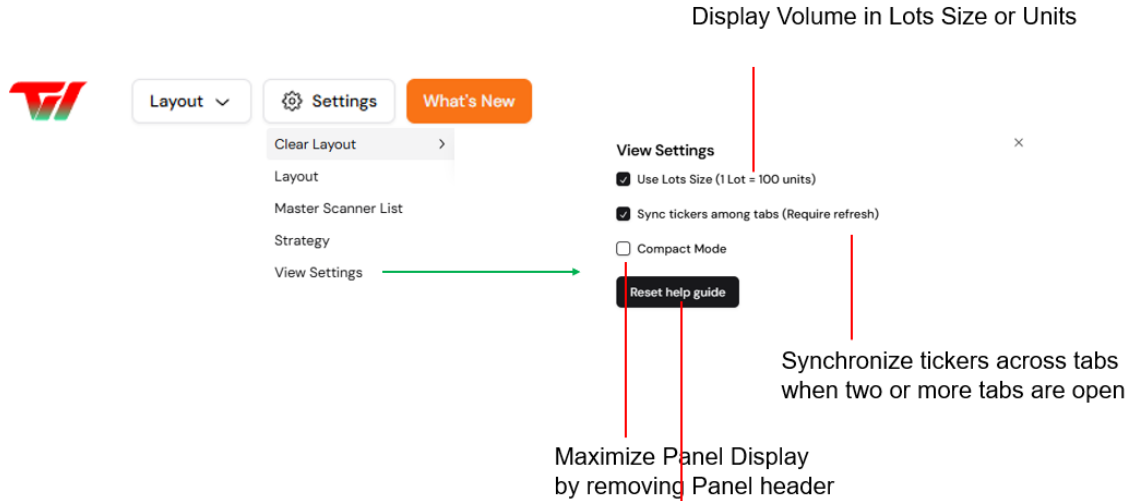 Display Volume in Lots Size or Units
Layout
Settings
What's New
Clear Layout
Layout
Master Scanner List
Strategy
View Settings
View Settings
Use Lots Size (1 Lot = 100 units)
Sync tickers among tabs (Require refresh)
Compact Mode
Reset help guide
Synchronize tickers across tabs
when two or more tabs are open
Maximize Panel Display
by removing Panel header